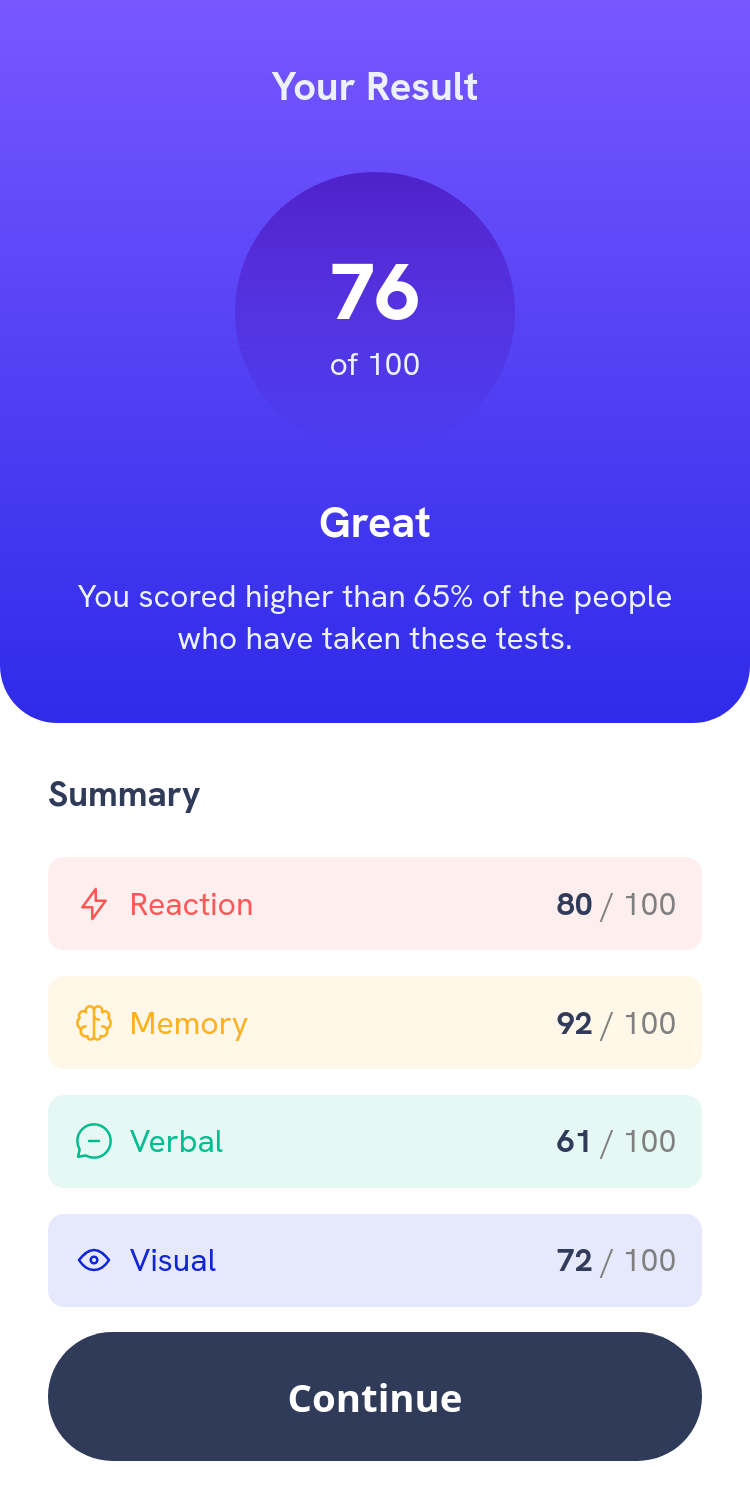 Your Result
76
of 100
Great
You scored higher than 65% of the people
who have taken these tests.
Summary
Reaction 80 / 100
Memory 92 / 100
Verbal 61 / 100
Visual 72 / 100
Continue